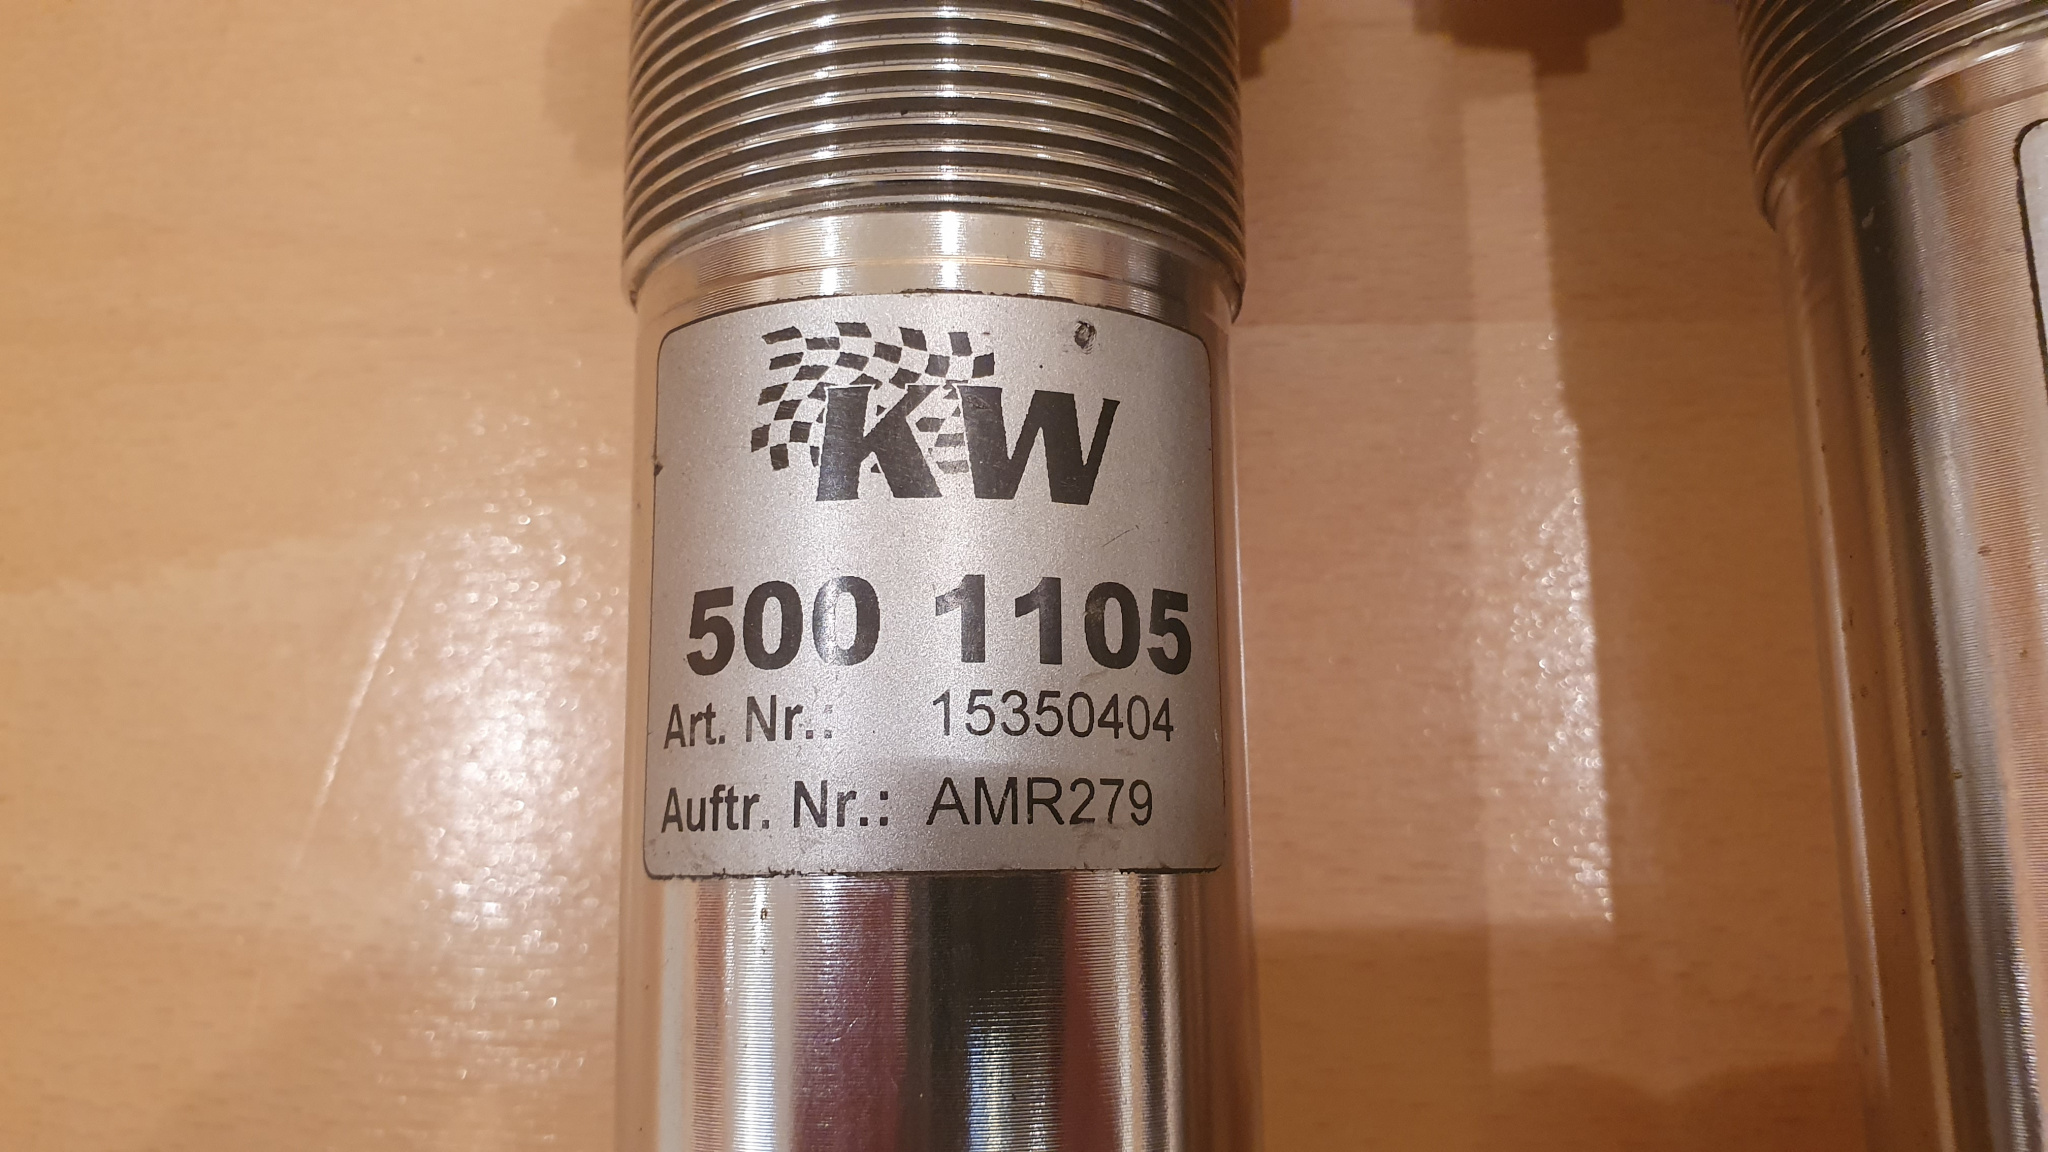 KW
500 1105
Art. Nr.: 15350404
Auftr. Nr.: AMR279